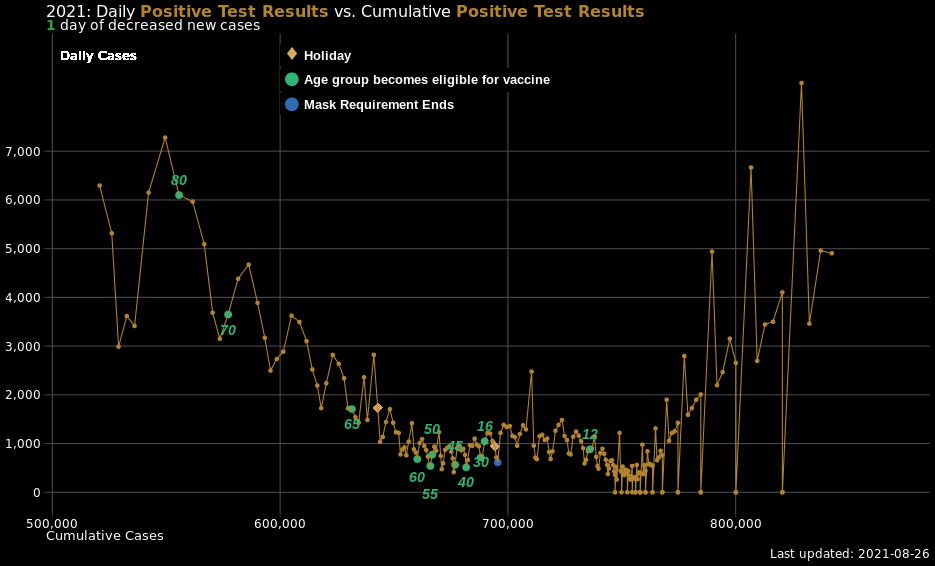 2021: Daily Positive Test Results vs. Cumulative Positive Test Results
1 day of decreased new cases
Daily Cases
Holiday
Age group becomes eligible for vaccine
Mask Requirement Ends
7,000
6,000
5,000
4,000
3,000
2,000
1,000
0
80
70
65
60
50
55
45
40
30
16
12
500,000
600,000
700,000
800,000
Cumulative Cases
Last updated: 2021-08-26